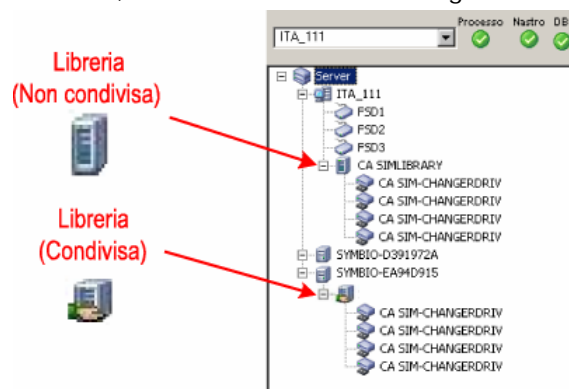 ITA_111
Processo Nastro DB
Libreria
(Non condivisa)
Libreria
(Condivisa)
Server
ITA_111
FSD1
FSD2
FSD3
CA SIMLIBRARY
CA SIM-CHANGERDRIV
CA SIM-CHANGERDRIV
CA SIM-CHANGERDRIV
CA SIM-CHANGERDRIV
SYMBIO-D391972A
SYMBIO-EA94D915
CA SIM-CHANGERDRIV
CA SIM-CHANGERDRIV
CA SIM-CHANGERDRIV
CA SIM-CHANGERDRIV